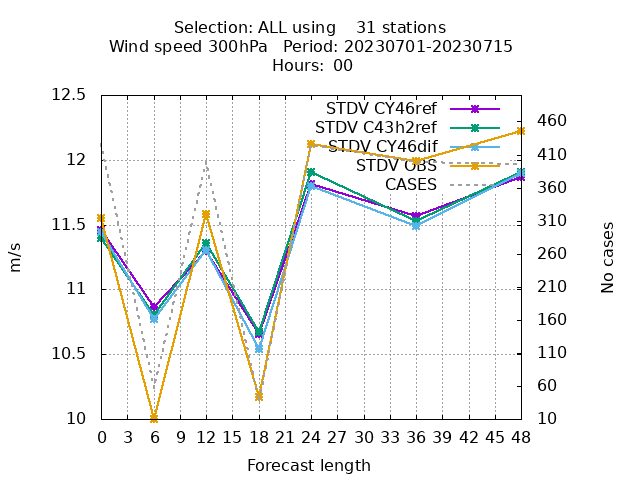 Selection: ALL using 31 stations
Wind speed 300hPa Period: 20230701-20230715
Hours: 00
STDV CY46ref
STDV C43h2ref
STDV CY46dif
STDV OBS
CASES
12.5
12
11.5
11
10.5
10
m/s
460
410
360
310
260
210
160
110
60
10
No cases
0 3 6 9 12 15 18 21 24 27 30 33 36 39 42 45 48
Forecast length